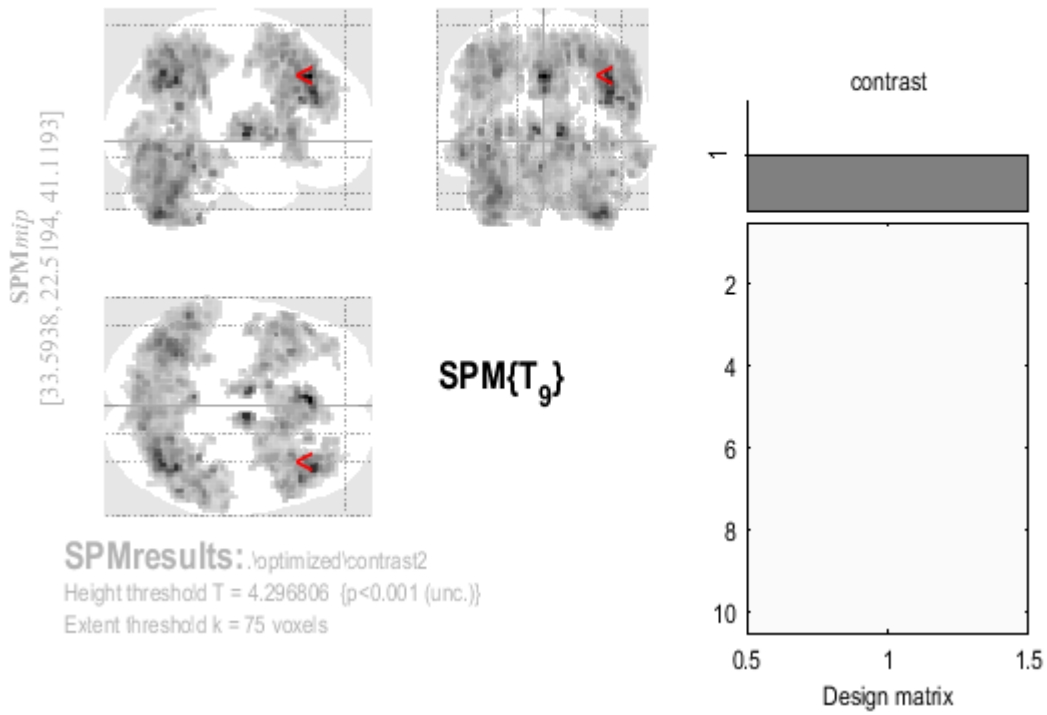 SPMmip
[33.5938, 22.5194, 41.1193]
<
<
<
SPM{T9}
SPMresults: .\optimized\contrast2
Height threshold T = 4.296806 {p<0.001 (unc.)}
Extent threshold k = 75 voxels
contrast
1
2
4
6
8
10
0.5
1
1.5
Design matrix